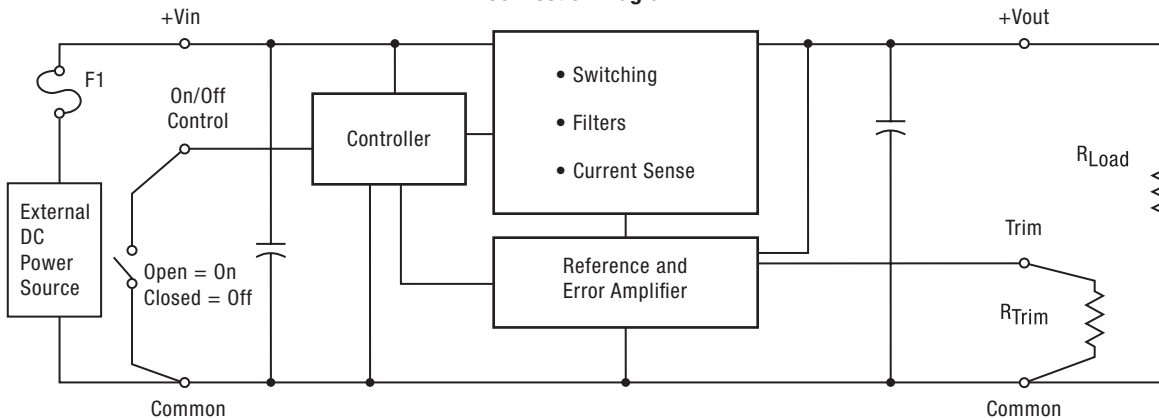 +Vin
+Vout
F1
On/Off
Control
• Switching
• Filters
• Current Sense
Controller
RLoad
External
DC
Power
Source
Open = On
Closed = Off
Reference and
Error Amplifier
Trim
RTrim
Common
Common